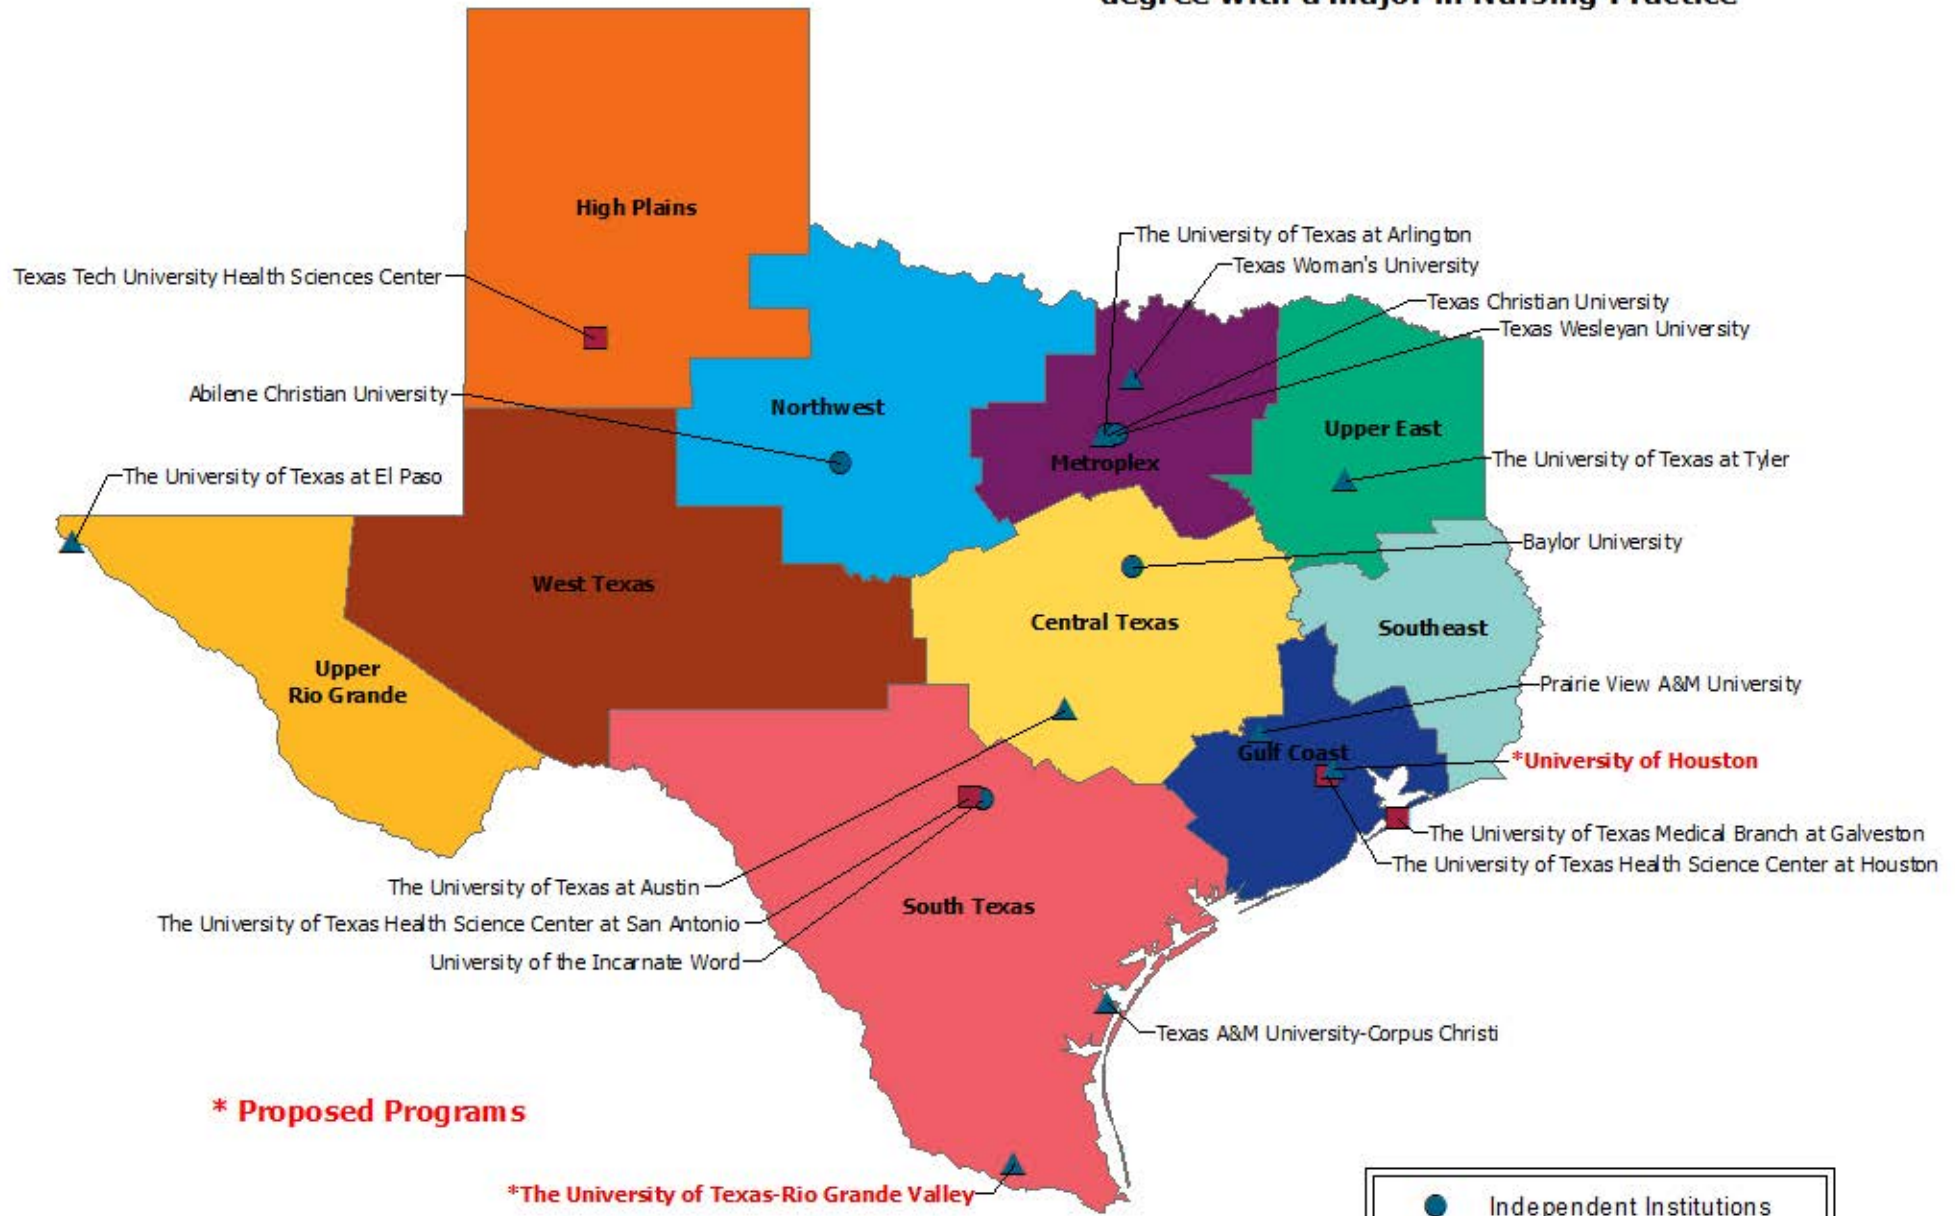 degree with a major in Nursing Practice
High Plains
The University of Texas at Arlington
Texas Woman's University
Texas Tech University Health Sciences Center
Texas Christian University
Texas Wesleyan University
Abilene Christian University
Northwest
Upper East
Metroplex
The University of Texas at Tyler
The University of Texas at El Paso
Baylor University
West Texas
Central Texas
Southeast
Upper
Rio Grande
Prairie View A&M University
Gulf Coast
*University of Houston
The University of Texas Medical Branch at Galveston
The University of Texas Health Science Center at Houston
The University of Texas at Austin
South Texas
The University of Texas Health Science Center at San Antonio
University of the Incarnate Word
Texas A&M University-Corpus Christi
* Proposed Programs
*The University of Texas-Rio Grande Valley
Independent Institutions